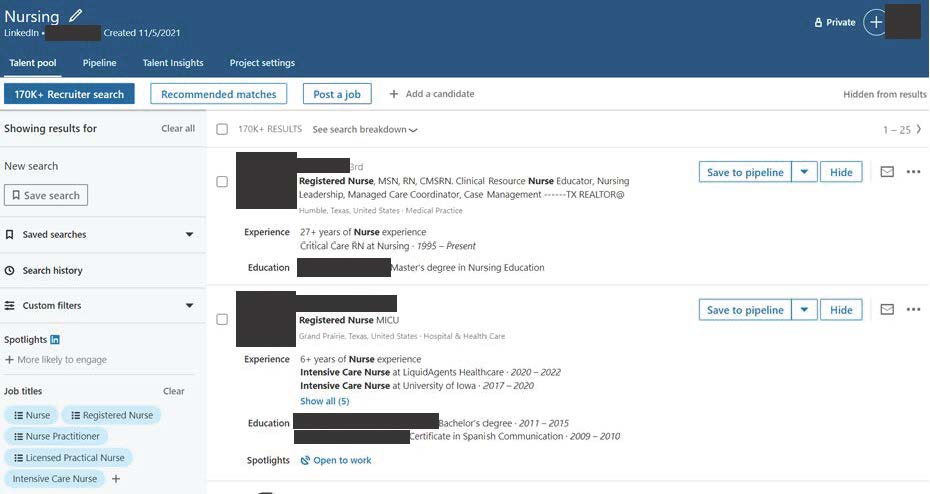 Nursing
LinkedIn • Created 11/5/2021
Private
Talent pool Pipeline Talent Insights Project settings
170K+ Recruiter search Recommended matches Post a job + Add a candidate Hidden from results
Showing results for Clear all
170K+ RESULTS See search breakdown 1 – 25
New search
Save search
Saved searches
Search history
Custom filters
Spotlights in
+ More likely to engage
Job titles Clear
Nurse Registered Nurse
Nurse Practitioner
Licensed Practical Nurse
Intensive Care Nurse +
3rd
Registered Nurse, MSN, RN, CMSRN. Clinical Resource Nurse Educator, Nursing
Leadership, Managed Care Coordinator, Case Management ------TX REALTOR@
Humble, Texas, United States · Medical Practice
Save to pipeline Hide
Experience 27+ years of Nurse experience
Critical Care RN at Nursing · 1995 – Present
Education Master's degree in Nursing Education
Registered Nurse MICU
Grand Prairie, Texas, United States · Hospital & Health Care
Save to pipeline Hide
Experience 6+ years of Nurse experience
Intensive Care Nurse at LiquidAgents Healthcare · 2020 – 2022
Intensive Care Nurse at University of Iowa · 2017 – 2020
Show all (5)
Education Bachelor's degree · 2011 – 2015
Certificate in Spanish Communication · 2009 – 2010
Spotlights Open to work